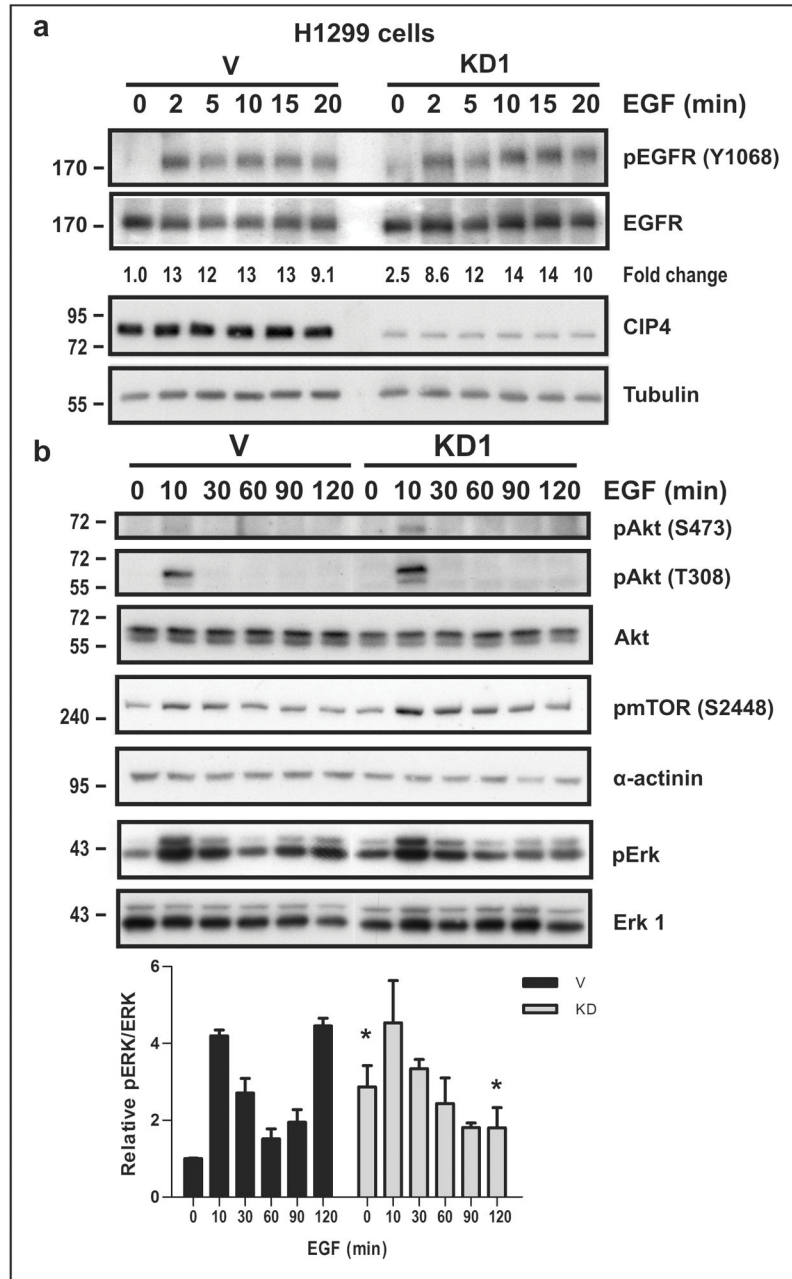 a
H1299 cells
V KD1
0 2 5 10 15 20 0 2 5 10 15 20 EGF (min)
170 pEGFR (Y1068)
170 EGFR
1.0 13 12 13 13 9.1 2.5 8.6 12 14 14 10 Fold change
95
CIP4
72
55 Tubulin
b
V KD1
0 10 30 60 90 120 0 10 30 60 90 120 EGF (min)
72 pAkt (S473)
72
pAkt (T308)
55
72
Akt
55
240 pmTOR (S2448)
95 α-actinin
43 pErk
43 Erk 1
6
V
KD
4
*
*
2
0
Relative pERK/ERK
0 10 30 60 90 120 0 10 30 60 90 120
EGF (min)